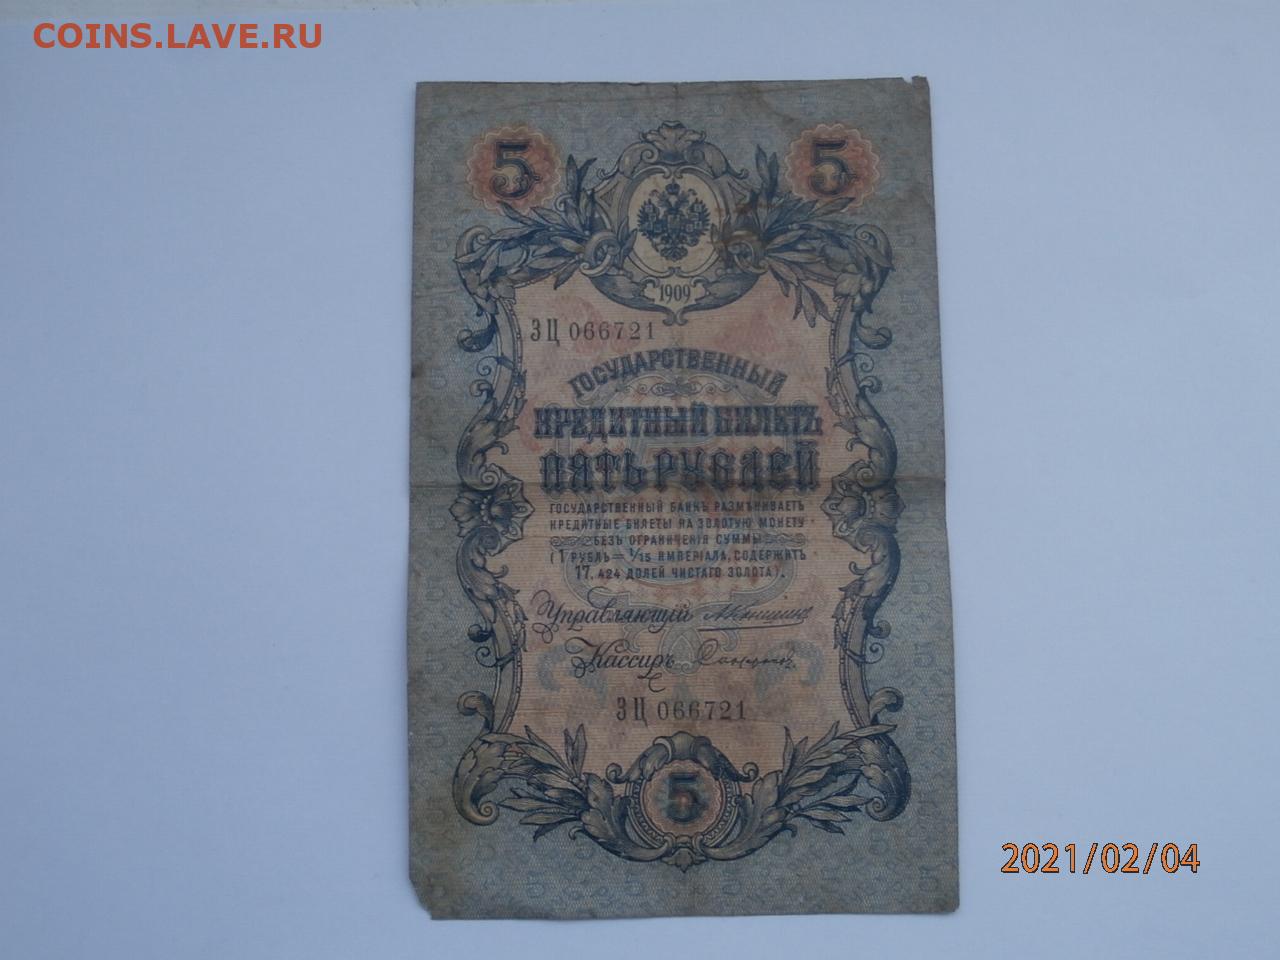 COINS.LAVE.RU
5 5
1909
ЗЦ 066721
ГОСУДАРСТВЕННЫЙ
КРЕДИТНЫЙ БИЛЕТЪ
ПЯТЬ РУБЛЕЙ
ГОСУДАРСТВЕННЫЙ БАНКЪ РАЗМѢНИВАЕТЪ
КРЕДИТНЫЕ БИЛЕТЫ НА ЗОЛОТУЮ МОНЕТУ
БЕЗЪ ОГРАНИЧЕНІЯ СУММЫ
(1 РУБЛЬ = 1/15 ИМПЕРІАЛА, СОДЕРЖИТЪ
17,424 ДОЛЕЙ ЧИСТАГО ЗОЛОТА).
Управляющій
Кассиръ
ЗЦ 066721
5
2021/02/04